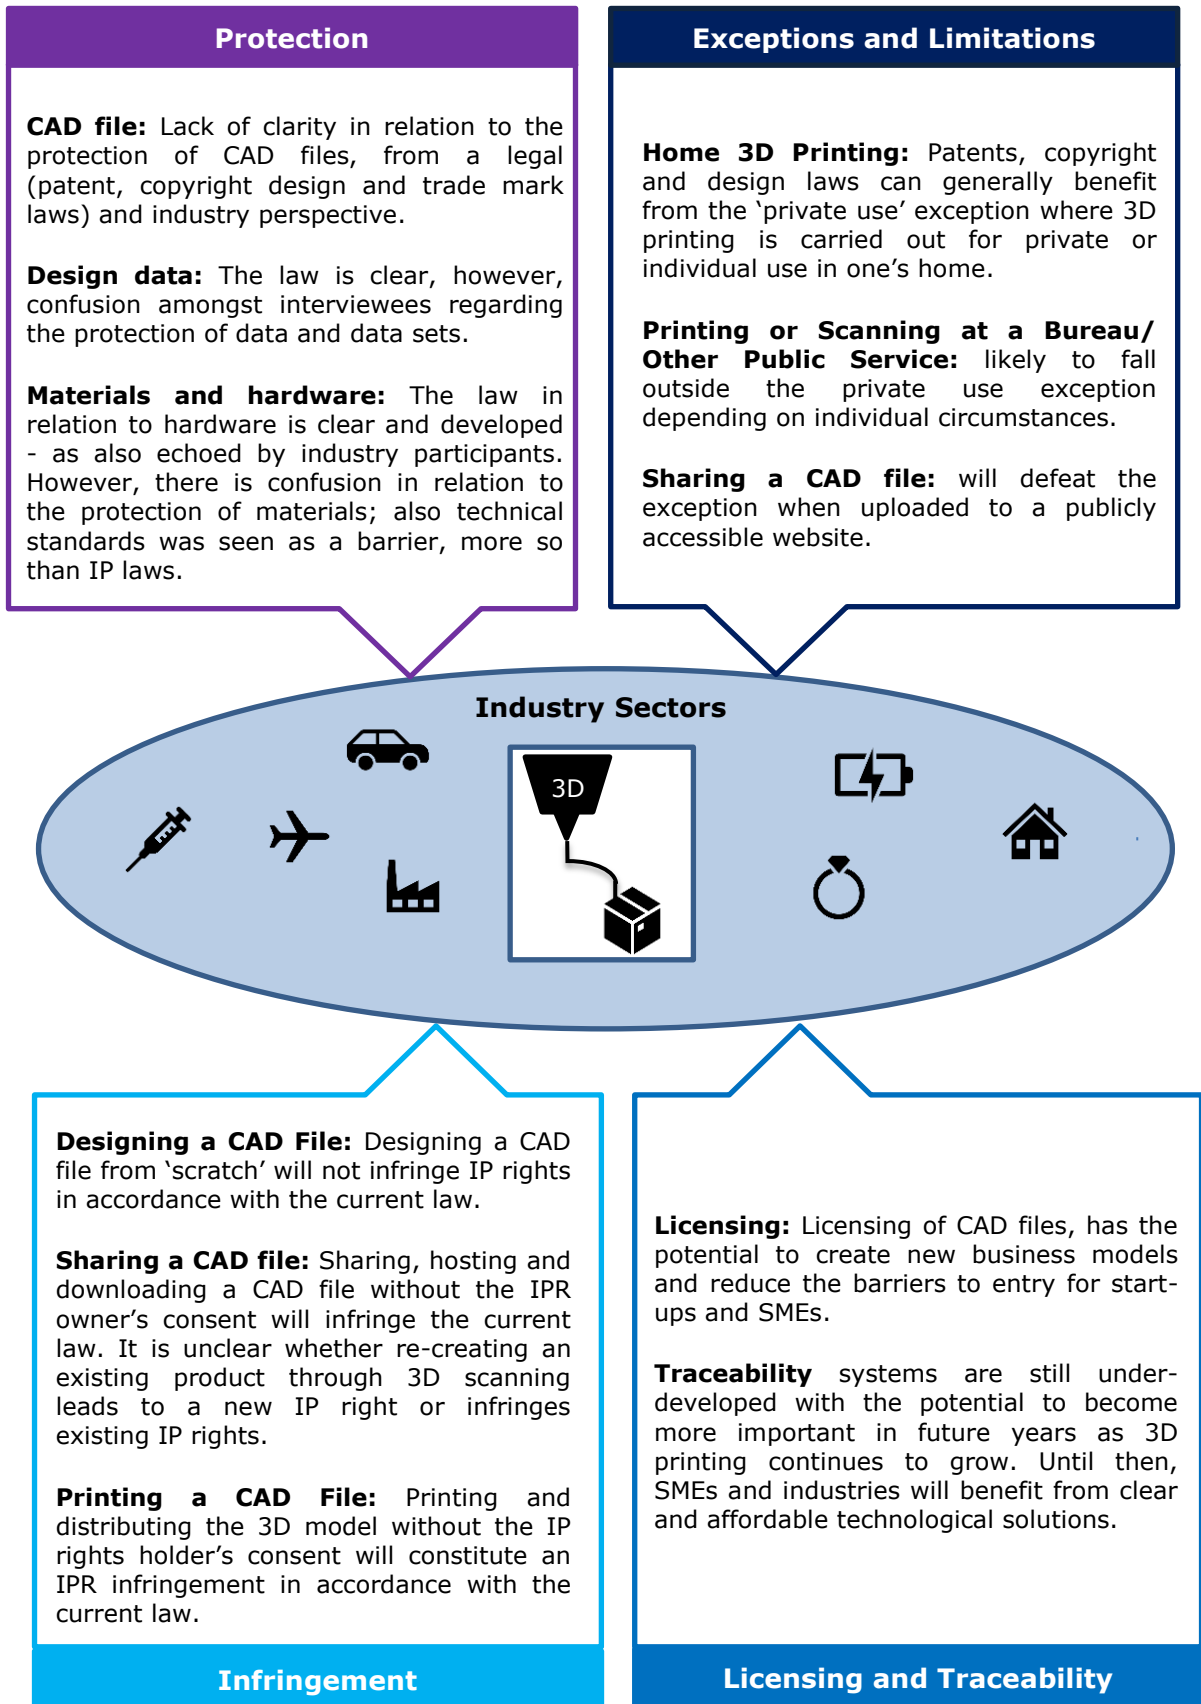 Protection
CAD file: Lack of clarity in relation to the
protection of CAD files, from a legal
(patent, copyright design and trade mark
laws) and industry perspective.
Design data: The law is clear, however,
confusion amongst interviewees regarding
the protection of data and data sets.
Materials and hardware: The law in
relation to hardware is clear and developed
- as also echoed by industry participants.
However, there is confusion in relation to
the protection of materials; also technical
standards was seen as a barrier, more so
than IP laws.
Exceptions and Limitations
Home 3D Printing: Patents, copyright
and design laws can generally benefit
from the ‘private use’ exception where 3D
printing is carried out for private or
individual use in one’s home.
Printing or Scanning at a Bureau/
Other Public Service: likely to fall
outside the private use exception
depending on individual circumstances.
Sharing a CAD file: will defeat the
exception when uploaded to a publicly
accessible website.
Industry Sectors
3D
Designing a CAD File: Designing a CAD
file from ‘scratch’ will not infringe IP rights
in accordance with the current law.
Sharing a CAD file: Sharing, hosting and
downloading a CAD file without the IPR
owner’s consent will infringe the current
law. It is unclear whether re-creating an
existing product through 3D scanning
leads to a new IP right or infringes
existing IP rights.
Printing a CAD File: Printing and
distributing the 3D model without the IP
rights holder’s consent will constitute an
IPR infringement in accordance with the
current law.
Infringement
Licensing: Licensing of CAD files, has the
potential to create new business models
and reduce the barriers to entry for start-
ups and SMEs.
Traceability systems are still under-
developed with the potential to become
more important in future years as 3D
printing continues to grow. Until then,
SMEs and industries will benefit from clear
and affordable technological solutions.
Licensing and Traceability